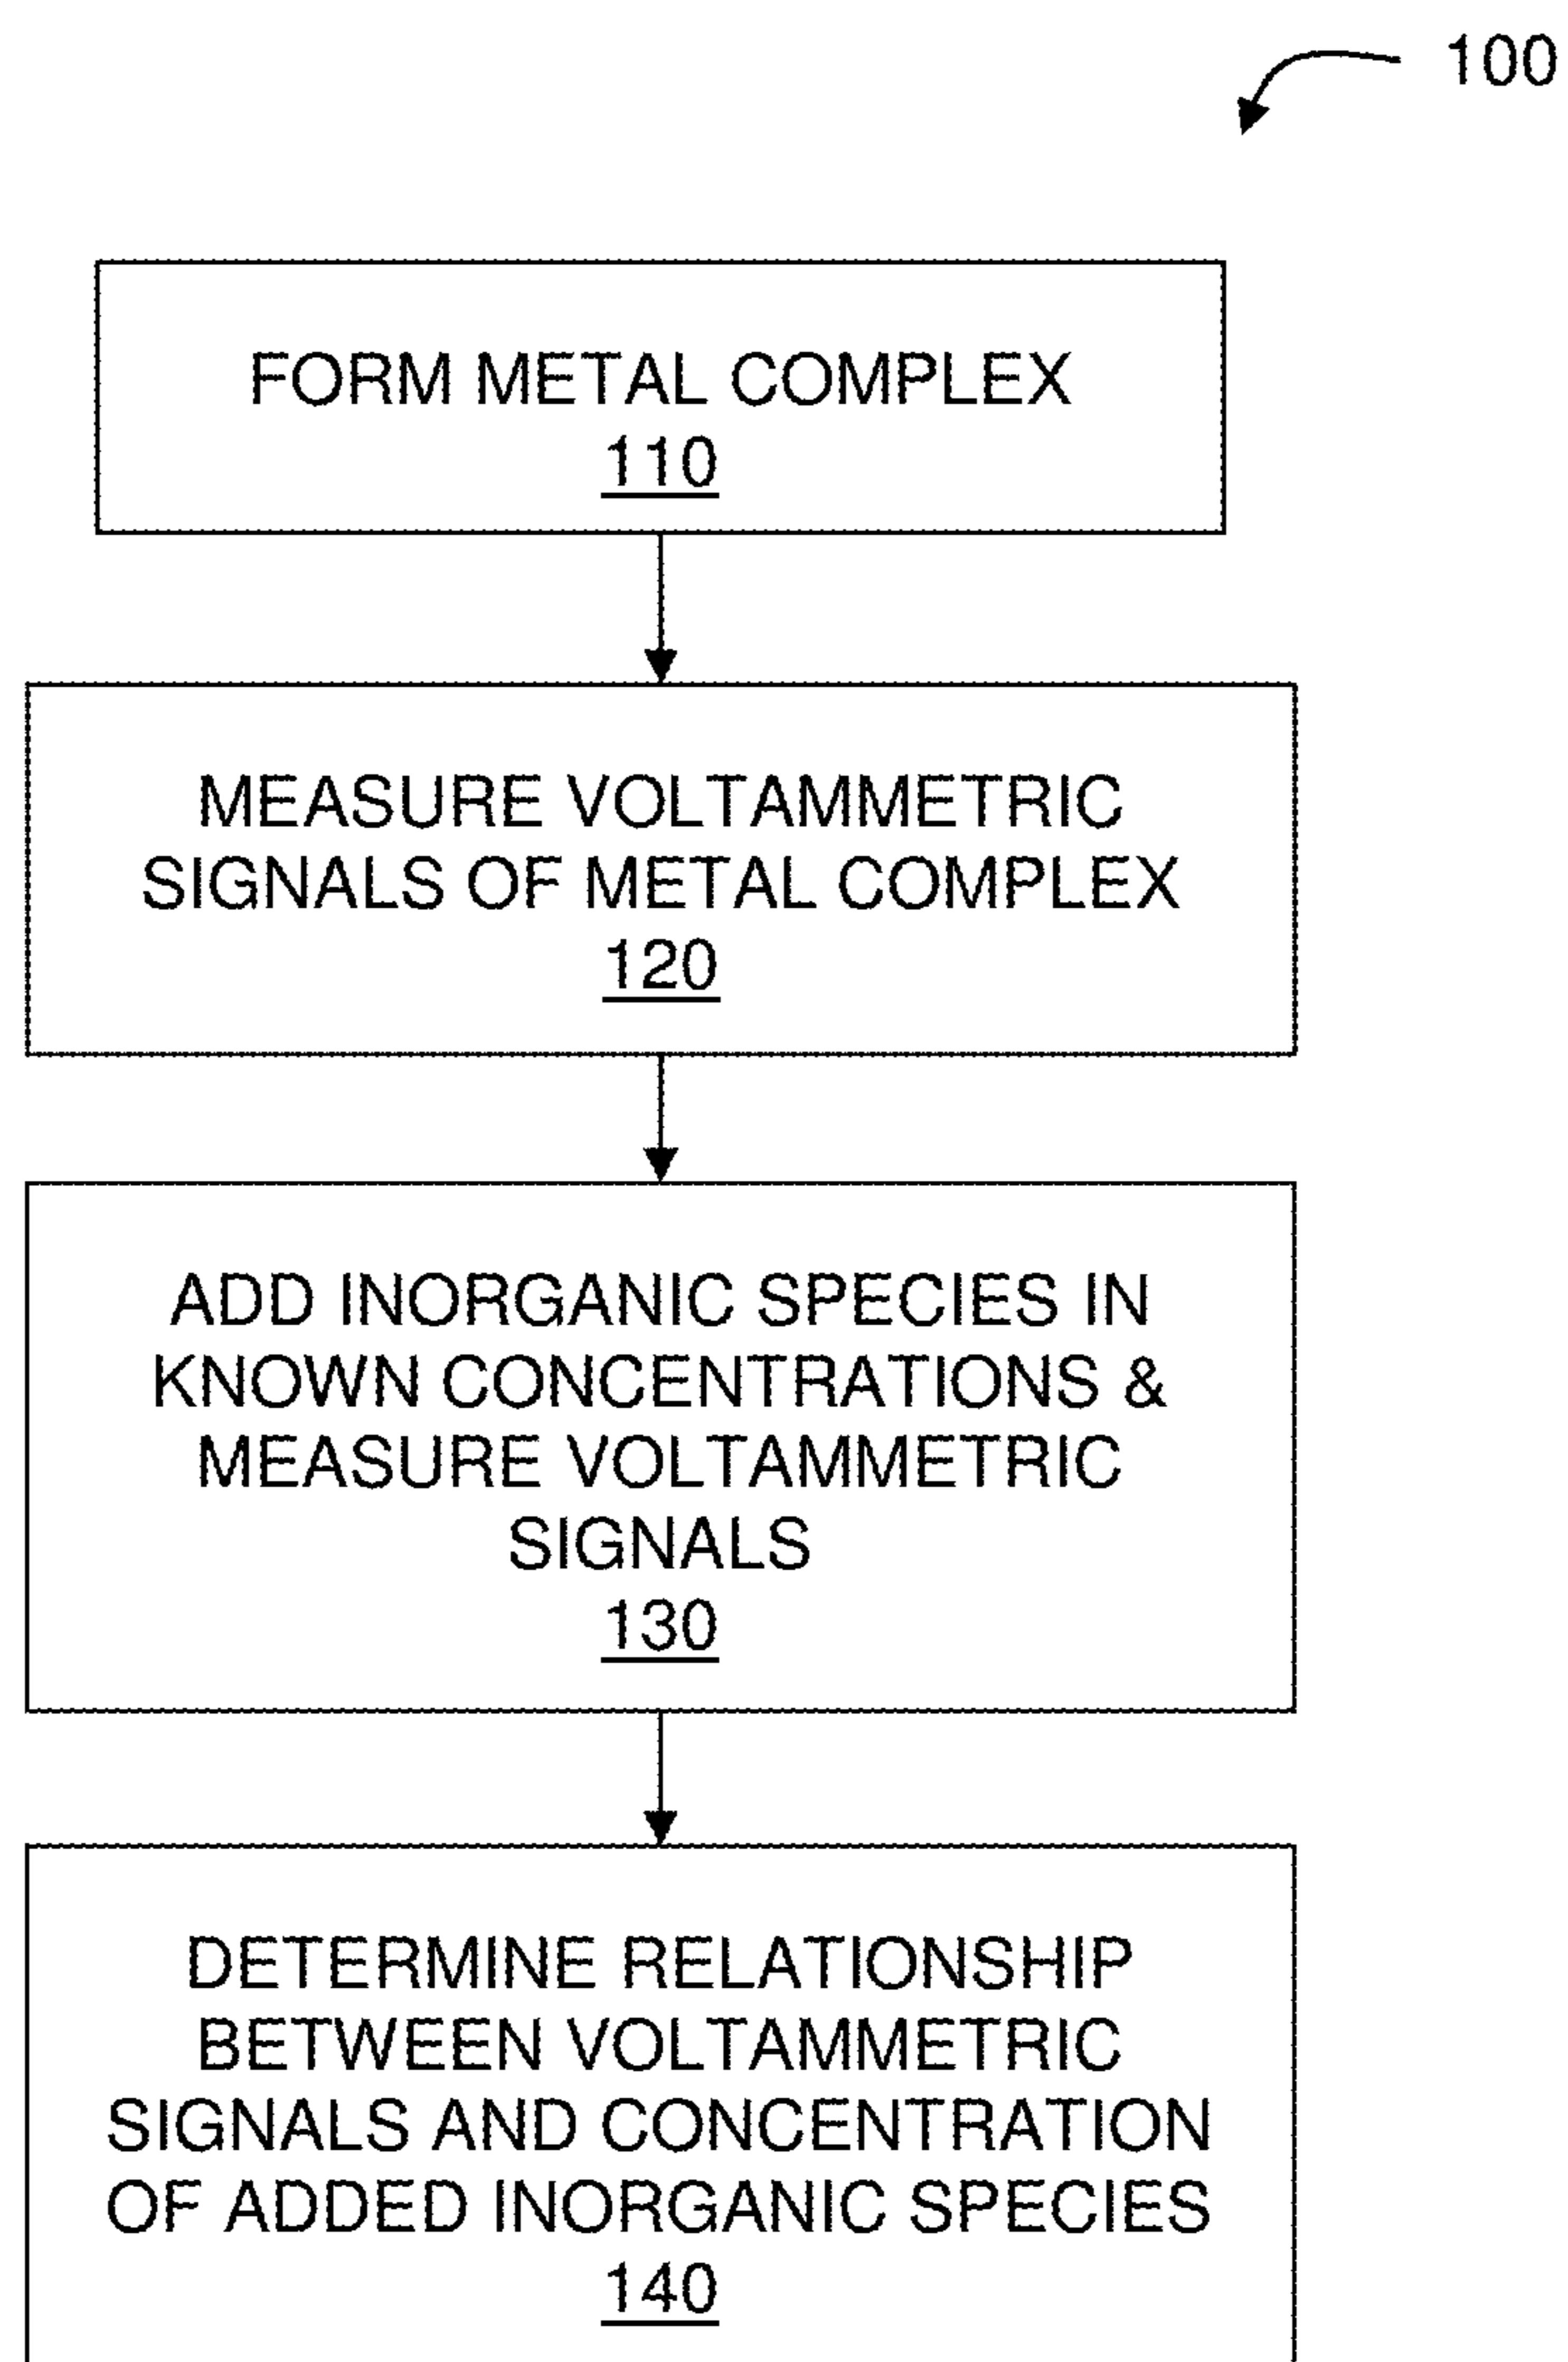 100
FORM METAL COMPLEX
110
MEASURE VOLTAMMETRIC
SIGNALS OF METAL COMPLEX
120
ADD INORGANIC SPECIES IN
KNOWN CONCENTRATIONS &
MEASURE VOLTAMMETRIC
SIGNALS
130
DETERMINE RELATIONSHIP
BETWEEN VOLTAMMETRIC
SIGNALS AND CONCENTRATION
OF ADDED INORGANIC SPECIES
140